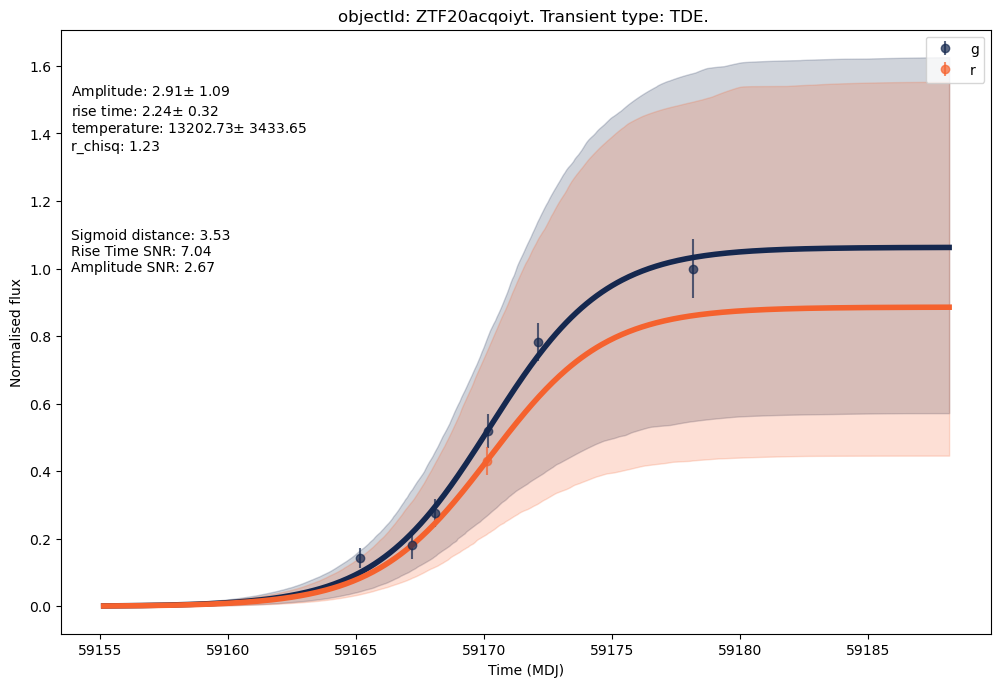 objectId: ZTF20acqoiyt. Transient type: TDE.
g
r
Amplitude: 2.91± 1.09
rise time: 2.24± 0.32
temperature: 13202.73± 3433.65
r_chisq: 1.23
Sigmoid distance: 3.53
Rise Time SNR: 7.04
Amplitude SNR: 2.67
Normalised flux
1.6
1.4
1.2
1.0
0.8
0.6
0.4
0.2
0.0
59155
59160
59165
59170
59175
59180
59185
Time (MDJ)